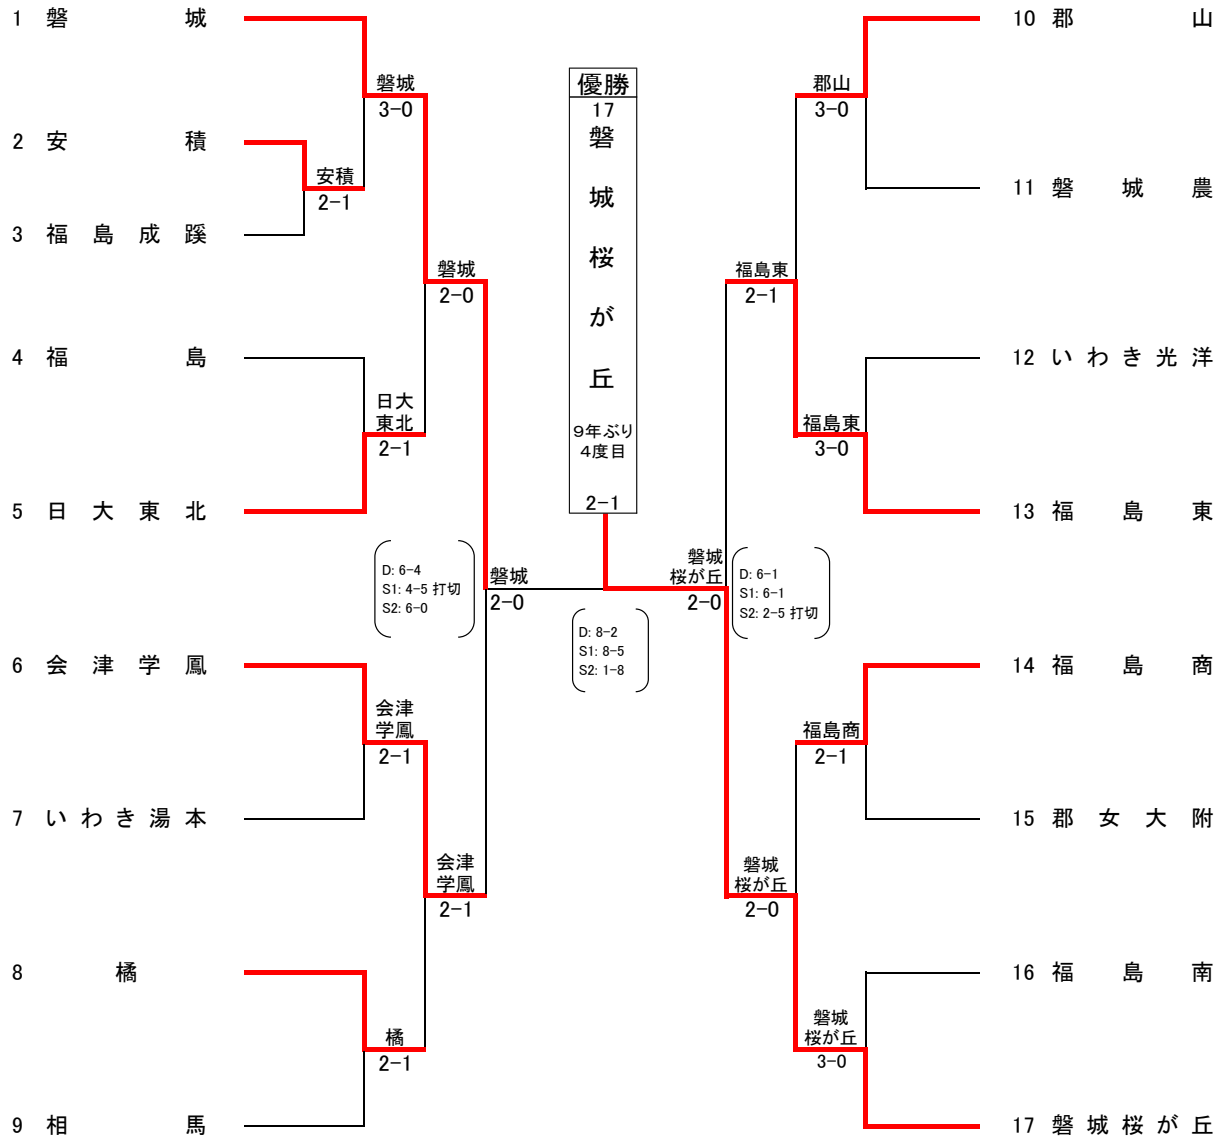 1 磐城
2 安積
3 福島成蹊
4 福島
5 日大東北
6 会津学鳳
7 いわき湯本
8 橘
9 相馬
磐城
3-0
安積
2-1
磐城
2-0
日大
東北
2-1
D: 6-4
S1: 4-5 打切
S2: 6-0
磐城
2-0
会津
学鳳
2-1
会津
学鳳
2-1
橘
2-1
優勝
17
磐城桜が丘
9年ぶり
4度目
2-1
D: 8-2
S1: 8-5
S2: 1-8
郡山
3-0
福島東
2-1
福島東
3-0
磐城
桜が丘
2-0
D: 6-1
S1: 6-1
S2: 2-5 打切
福島商
2-1
磐城
桜が丘
2-0
磐城
桜が丘
3-0
10 郡山
11 磐城農
12 いわき光洋
13 福島東
14 福島商
15 郡女大附
16 福島南
17 磐城桜が丘